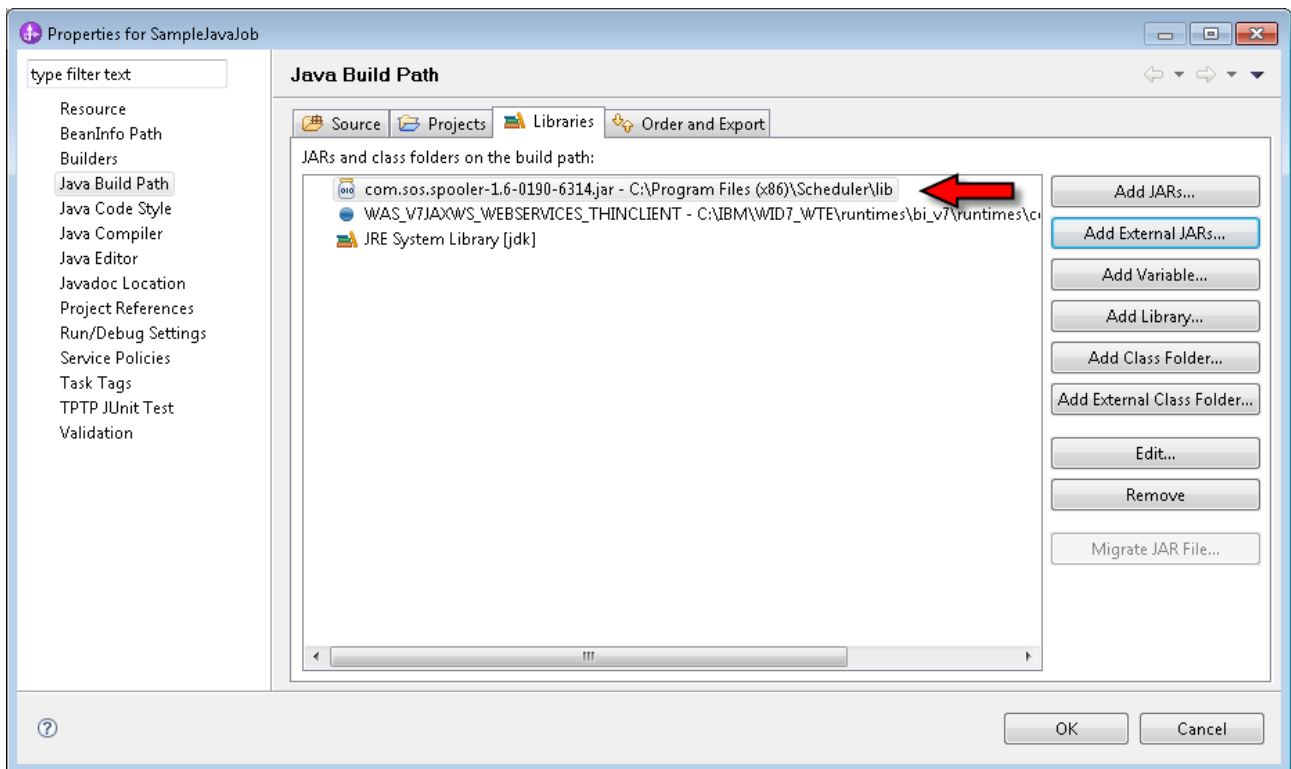 Properties for SampleJavaJob
type filter text
Resource
BeanInfo Path
Builders
Java Build Path
Java Code Style
Java Compiler
Java Editor
Javadoc Location
Project References
Run/Debug Settings
Service Policies
Task Tags
TPTP JUnit Test
Validation
Java Build Path
Source
Projects
Libraries
Order and Export
JARs and class folders on the build path:
com.sos.spooler-1.6-0190-6314.jar - C:\Program Files (x86)\Scheduler\lib
WAS_V7JAXWS_WEBSERVICES_THINCLIENT - C:\IBM\WID7_WTE\runtimes\bi_v7\runtimes\c
JRE System Library [jdk]
Add JARs...
Add External JARs...
Add Variable...
Add Library...
Add Class Folder...
Add External Class Folder...
Edit...
Remove
Migrate JAR File...
OK
Cancel